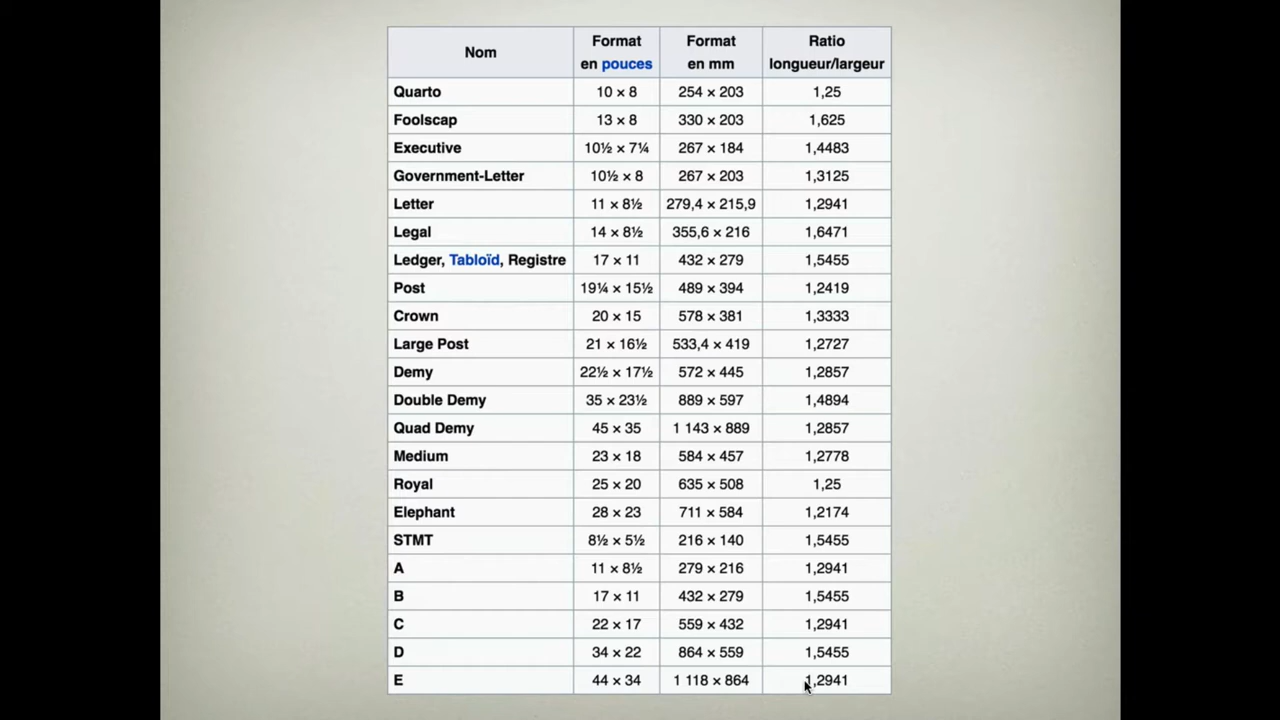 Nom | Format en pouces | Format en mm | Ratio longueur/largeur
Quarto | 10 × 8 | 254 × 203 | 1,25
Foolscap | 13 × 8 | 330 × 203 | 1,625
Executive | 10½ × 7¼ | 267 × 184 | 1,4483
Government-Letter | 10½ × 8 | 267 × 203 | 1,3125
Letter | 11 × 8½ | 279,4 × 215,9 | 1,2941
Legal | 14 × 8½ | 355,6 × 216 | 1,6471
Ledger, Tabloïd, Registre | 17 × 11 | 432 × 279 | 1,5455
Post | 19¼ × 15½ | 489 × 394 | 1,2419
Crown | 20 × 15 | 578 × 381 | 1,3333
Large Post | 21 × 16½ | 533,4 × 419 | 1,2727
Demy | 22½ × 17½ | 572 × 445 | 1,2857
Double Demy | 35 × 23½ | 889 × 597 | 1,4894
Quad Demy | 45 × 35 | 1 143 × 889 | 1,2857
Medium | 23 × 18 | 584 × 457 | 1,2778
Royal | 25 × 20 | 635 × 508 | 1,25
Elephant | 28 × 23 | 711 × 584 | 1,2174
STMT | 8½ × 5½ | 216 × 140 | 1,5455
A | 11 × 8½ | 279 × 216 | 1,2941
B | 17 × 11 | 432 × 279 | 1,5455
C | 22 × 17 | 559 × 432 | 1,2941
D | 34 × 22 | 864 × 559 | 1,5455
E | 44 × 34 | 1 118 × 864 | 1,2941